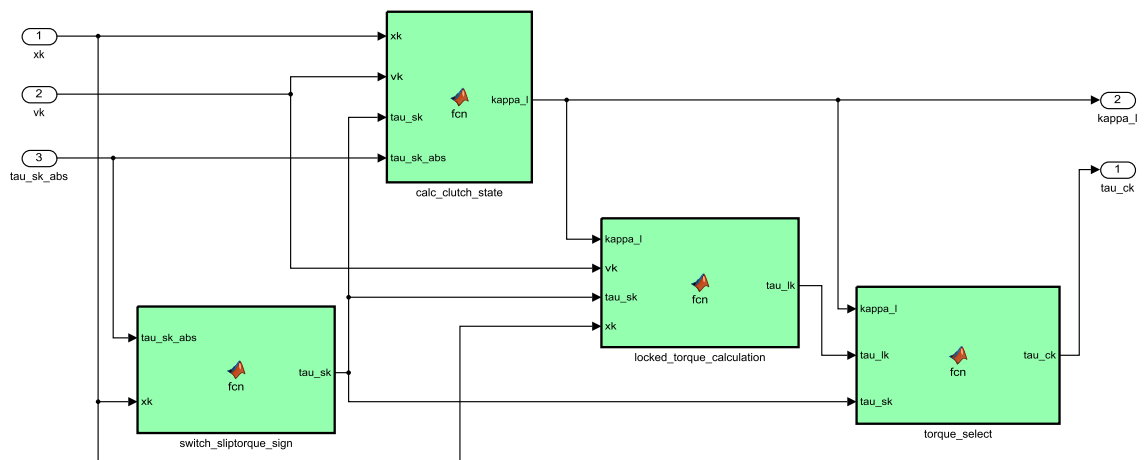 1
xk
2
vk
3
tau_sk_abs
xk
vk
tau_sk
tau_sk_abs
fcn
kappa_l
calc_clutch_state
2
kappa_l
1
tau_ck
kappa_l
vk
tau_sk
xk
fcn
tau_lk
locked_torque_calculation
tau_sk_abs
xk
fcn
tau_sk
switch_sliptorque_sign
kappa_l
tau_lk
tau_sk
fcn
tau_ck
torque_select